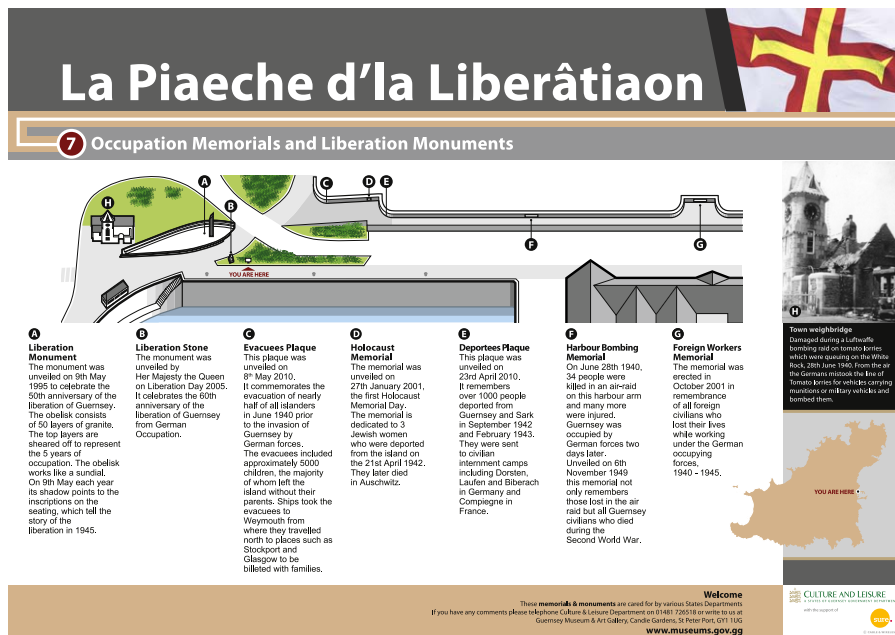 La Piaeche d'la Liberâtiaon
7 Occupation Memorials and Liberation Monuments
A
B
C
D
E
F
G
H
YOU ARE HERE
A
Liberation
Monument
The monument was
unveiled on 9th May
1995 to celebrate the
50th anniversary of the
liberation of Guernsey.
The obelisk consists
of 50 layers of granite.
The top layers are
sheared off to represent
the 5 years of
occupation. The obelisk
works like a sundial.
On 9th May each year
its shadow points to the
inscriptions on the
seating, which tell the
story of the
liberation in 1945.
B
Liberation Stone
The monument was
unveiled by
Her Majesty the Queen
on Liberation Day 2005.
It celebrates the 60th
anniversary of the
liberation of Guernsey
from German
Occupation.
C
Evacuees Plaque
This plaque was
unveiled on
8th May 2010.
It commemorates the
evacuation of nearly
half of all islanders
in June 1940 prior
to the invasion of
Guernsey by
German forces.
The evacuees included
approximately 5000
children, the majority
of whom left the
island without their
parents. Ships took the
evacuees to
Weymouth from
where they travelled
north to places such as
Stockport and
Glasgow to be
billeted with families.
D
Holocaust
Memorial
The memorial was
unveiled on
27th January 2001,
the first Holocaust
Memorial Day.
The memorial is
dedicated to 3
Jewish women
who were deported
from the island on
the 21st April 1942.
They later died
in Auschwitz.
E
Deportees Plaque
This plaque was
unveiled on
23rd April 2010.
It remembers
over 1000 people
deported from
Guernsey and Sark
in September 1942
and February 1943.
They were sent
to civilian
internment camps
including Dorsten,
Laufen and Biberach
in Germany and
Compiegne in
France.
F
Harbour Bombing
Memorial
On June 28th 1940,
34 people were
killed in an air-raid
on this harbour arm
and many more
were injured.
Guernsey was
occupied by
German forces two
days later.
Unveiled on 6th
November 1949
this memorial not
only remembers
those lost in the air
raid but all Guernsey
civilians who died
during the
Second World War.
G
Foreign Workers
Memorial
The memorial was
erected in
October 2001 in
remembrance
of all foreign
civilians who
lost their lives
while working
under the German
occupying
forces,
1940 - 1945.
H
Town weighbridge
Damaged during a Luftwaffe
bombing raid on tomato lorries
which were queuing on the White
Rock, 28th June 1940. From the air
the Germans mistook the line of
Tomato lorries for vehicles carrying
munitions or military vehicles and
bombed them.
YOU ARE HERE
Welcome
These memorials & monuments are cared for by various States Departments
If you have any comments please telephone Culture & Leisure Department on 01481 726518 or write to us at
Guernsey Museum & Art Gallery, Candie Gardens, St Peter Port, GY1 1UG
www.museums.gov.gg
CULTURE AND LEISURE
A STATES OF GUERNSEY GOVERNMENT DEPARTMENT
with the support of
sure.